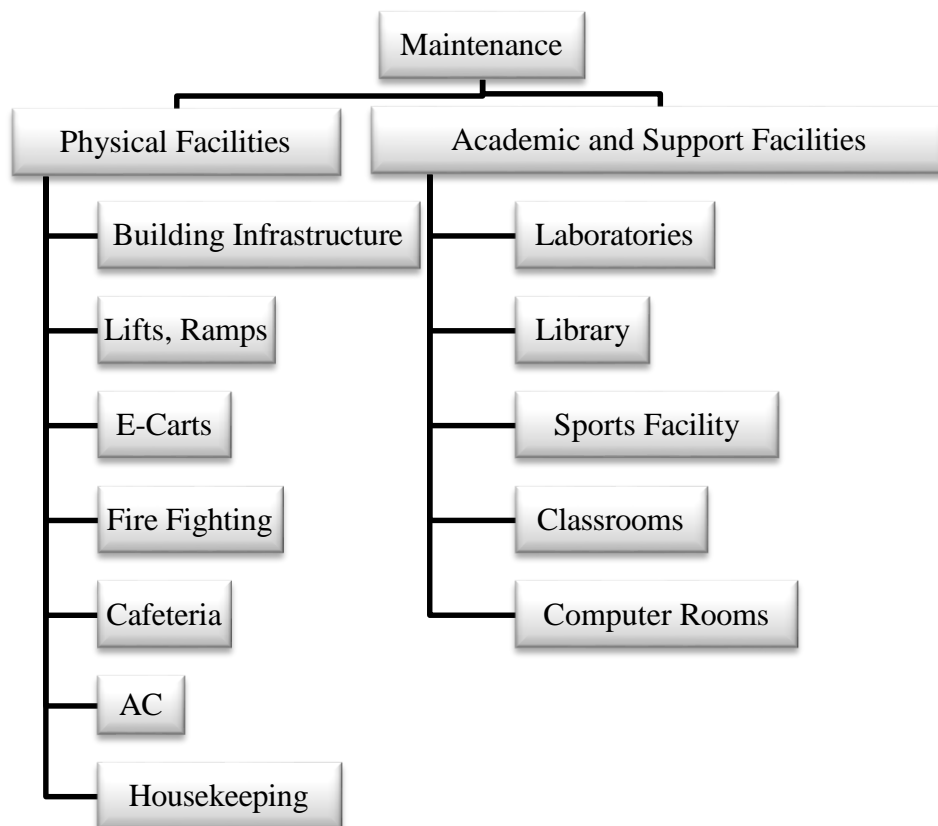 Maintenance
Physical Facilities
Building Infrastructure
Lifts, Ramps
E-Carts
Fire Fighting
Cafeteria
AC
Housekeeping
Academic and Support Facilities
Laboratories
Library
Sports Facility
Classrooms
Computer Rooms